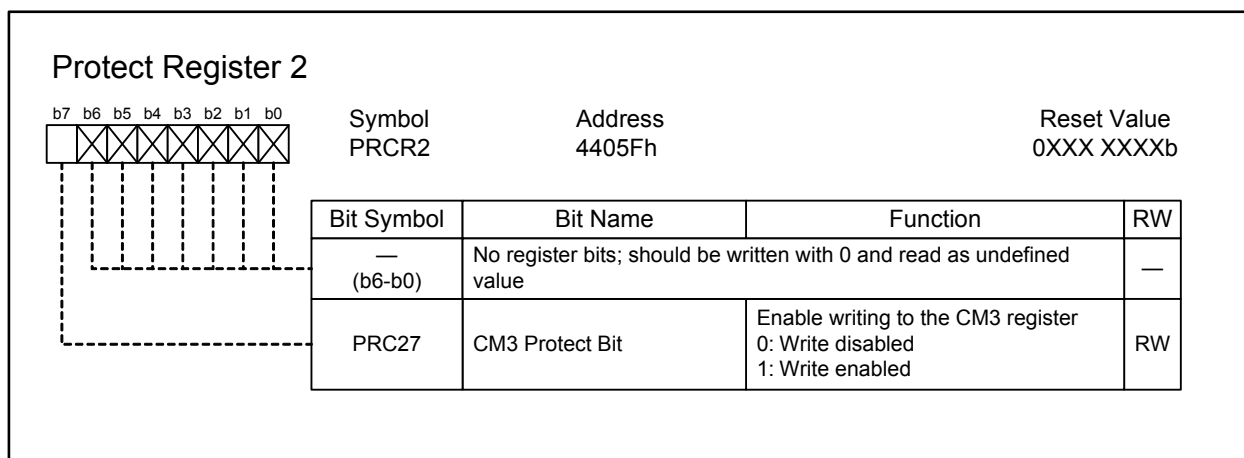 Protect Register 2
b7 b6 b5 b4 b3 b2 b1 b0
Symbol Address Reset Value
PRCR2 4405Fh 0XXX XXXXb
Bit Symbol Bit Name Function RW
—
(b6-b0)
No register bits; should be written with 0 and read as undefined
value
—
PRC27
CM3 Protect Bit
Enable writing to the CM3 register
0: Write disabled
1: Write enabled
RW